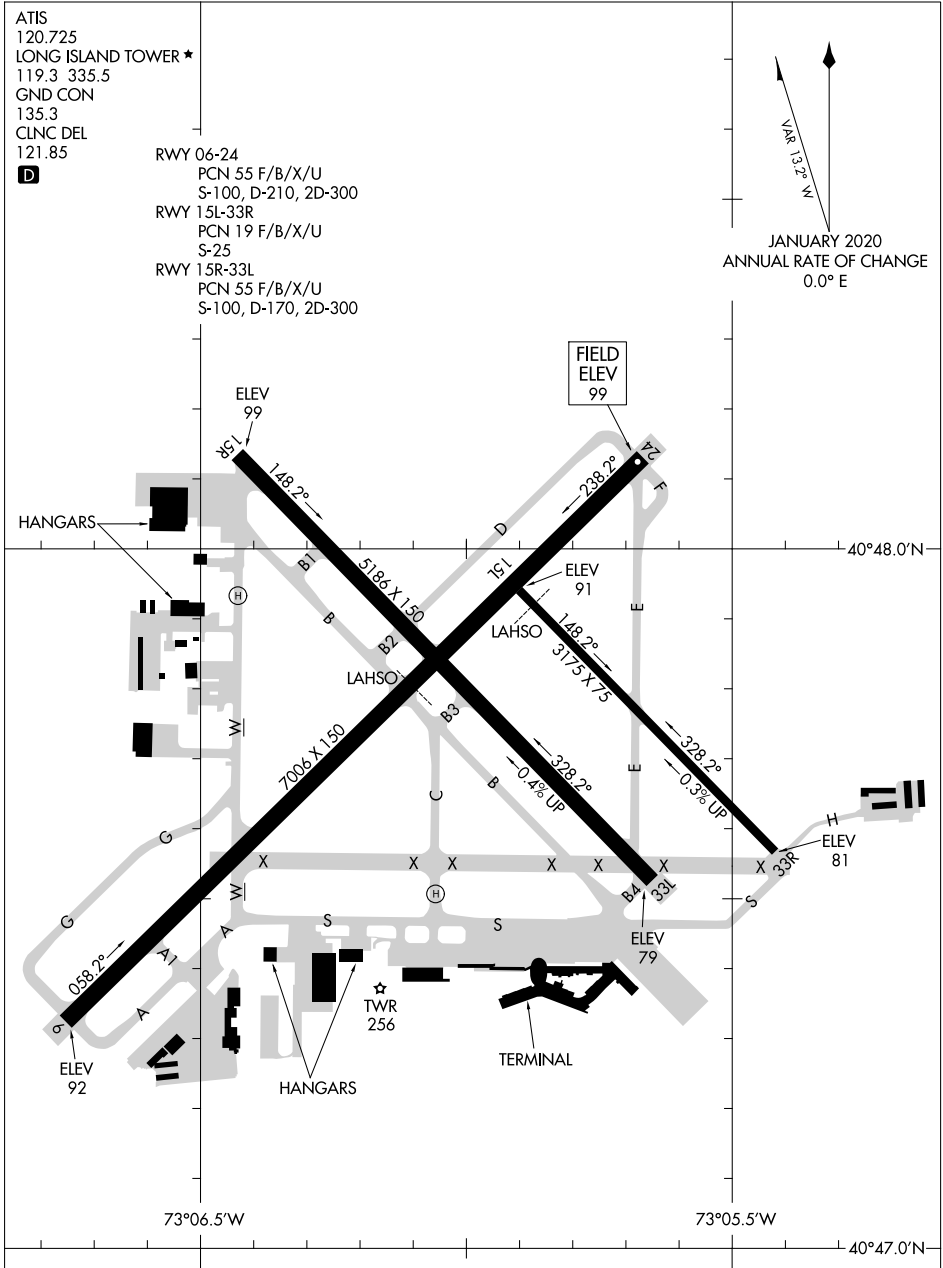 ATIS
120.725
LONG ISLAND TOWER ★
119.3 335.5
GND CON
135.3
CLNC DEL
121.85
D
RWY 06-24
PCN 55 F/B/X/U
S-100, D-210, 2D-300
RWY 15L-33R
PCN 19 F/B/X/U
S-25
RWY 15R-33L
PCN 55 F/B/X/U
S-100, D-170, 2D-300
VAR 13.2° W
JANUARY 2020
ANNUAL RATE OF CHANGE
0.0° E
FIELD
ELEV
99
ELEV
99
15R
24
148.2°
238.2°
F
HANGARS
D
40°48.0'N
B1
5186 X 150
15L
ELEV
91
H
B
E
LAHSO
148.2°
3175 X 75
B2
LAHSO
B3
W
7006 X 150
C
B
328.2°
0.4% UP
E
328.2°
0.3% UP
G
H
ELEV
81
X
X
X
X
X
X
X
33R
W
H
B4
33L
S
G
A
S
S
ELEV
79
A1
058.2°
A
TWR
256
6
ELEV
92
HANGARS
TERMINAL
73°06.5'W
73°05.5'W
40°47.0'N